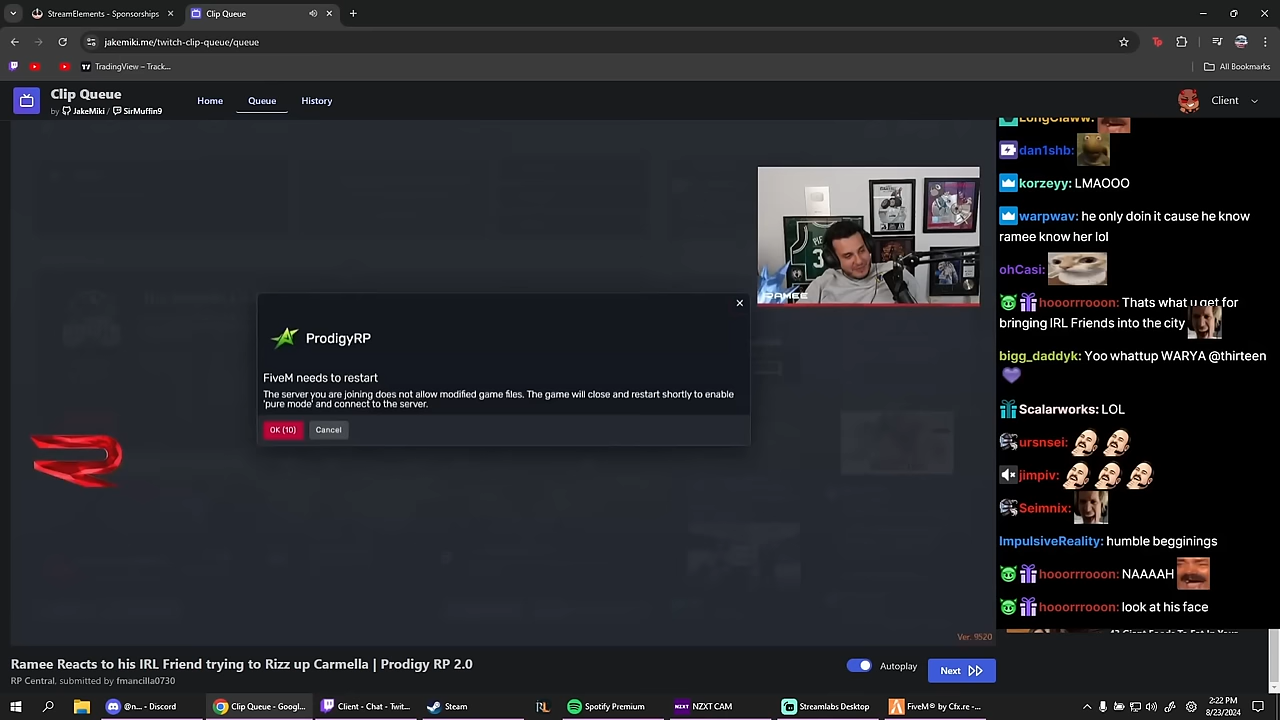 StreamElements - Sponsorships
Clip Queue
jakemiki.me/twitch-clip-queue/queue
TradingView – Track...
All Bookmarks
Clip Queue
by JakeMiki / SirMuffin9
Home
Queue
History
Client
LongClaww:
dan1shb:
korzeyy: LMAOOO
warpwav: he only doin it cause he know
ramee know her lol
ohCasi:
hooorrrooon: Thats what u get for
bringing IRL Friends into the city
bigg_daddyk: Yoo whattup WARYA @thirteen
Scalarworks: LOL
ursnsei:
jimpiv:
Seimnix:
ImpulsiveReality: humble begginings
hooorrrooon: NAAAAH
hooorrrooon: look at his face
RAMEE
ProdigyRP
FiveM needs to restart
The server you are joining does not allow modified game files. The game will close and restart shortly to enable
'pure mode' and connect to the server.
OK (10)
Cancel
Ver. 9520
Ramee Reacts to his IRL Friend trying to Rizz up Carmella | Prodigy RP 2.0
RP Central, submitted by fmancilla0730
Autoplay
Next
@n... - Discord
Clip Queue - Googl...
Client - Chat - Twit...
Steam
Spotify Premium
NZXT CAM
Streamlabs Desktop
FiveM® by Cfx.re -...
2:22 PM
8/23/2024